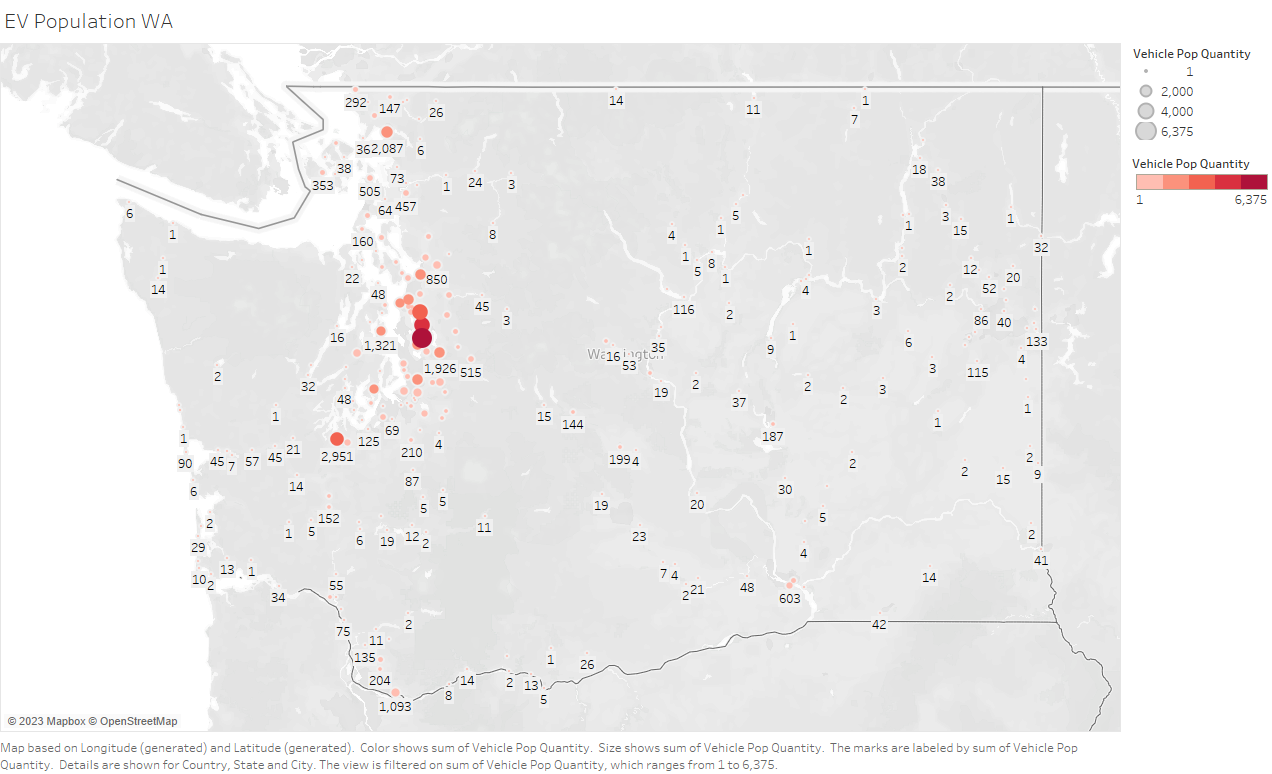 EV Population WA
Vehicle Pop Quantity
1
2,000
4,000
6,375
Vehicle Pop Quantity
1 6,375
292 147 26 14 11 1
7
36 2,087 6
353 38 73 1 24 3 18 38
505
6 64 457 5 1 3 15 1
1 160 8 4 1 32
1 22 850 1 5 8 1 1 2 12 20
14 48 45 4 2 52
3 116 2 3 86 40
16 1,321 35 9 1 6 133
Washington
16 53 4
2 32 1,926 515 19 2 2 3 3 115
48 37 2
1 15 144 1 1
1 69 187
125 4
90 45 7 57 45 21 2,951 210 199 4 2 2
6 14 87 30 2 15 9
5 5 19 20
2 152 5
1 5 6 19 12 2 11 23 2
29 4 41
10 2 13 1 55 7 4 14
34 2 21 48 603
75 2 42
11
135 1 26
204 14 2 13
1,093 8 5
© 2023 Mapbox © OpenStreetMap
Map based on Longitude (generated) and Latitude (generated).  Color shows sum of Vehicle Pop Quantity.  Size shows sum of Vehicle Pop Quantity.  The marks are labeled by sum of Vehicle Pop
Quantity.  Details are shown for Country, State and City. The view is filtered on sum of Vehicle Pop Quantity, which ranges from 1 to 6,375.